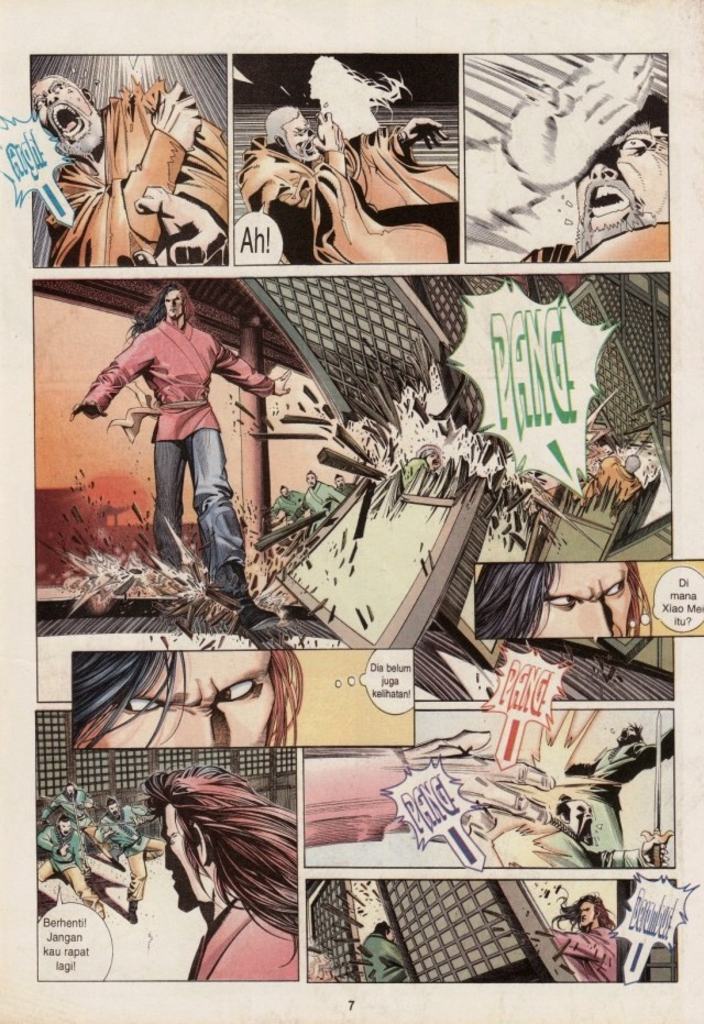 Argh!
Ah!
PANG!
Di
mana
Xiao Mei
itu?
Dia belum
juga
kelihatan!
PANG!
PANG!
Berhenti!
Jangan
kau rapat
lagi!
7